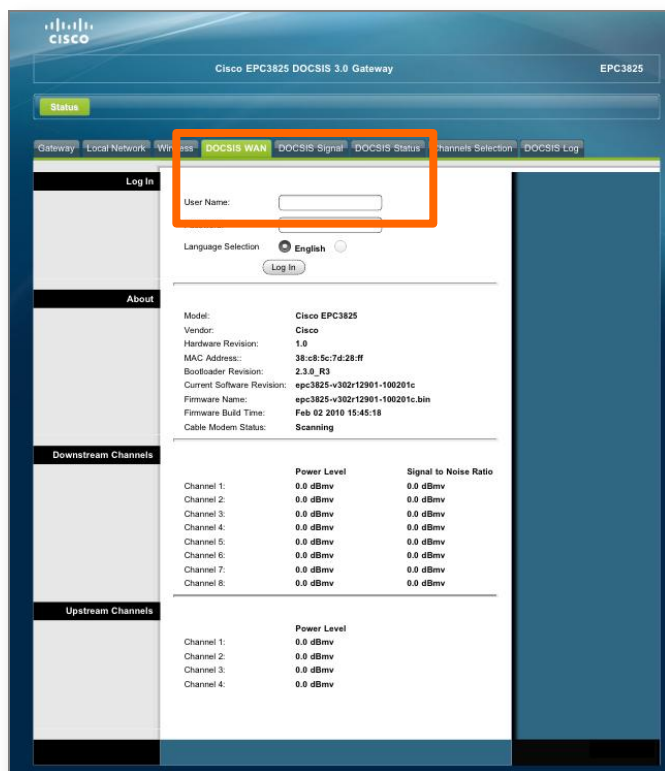 CISCO
Cisco EPC3825 DOCSIS 3.0 Gateway EPC3825
Status
Gateway Local Network DOCSIS WAN DOCSIS Signal DOCSIS Status Channels Selection DOCSIS Log
Log In
User Name:
Language Selection English
Log In
About
Model: Cisco EPC3825
Vendor: Cisco
Hardware Revision: 1.0
MAC Address:: 38:c8:5c:7d:28:ff
Bootloader Revision: 2.3.0_R3
Current Software Revision: epc3825-v302r12901-100201c
Firmware Name: epc3825-v302r12901-100201c.bin
Firmware Build Time: Feb 02 2010 15:45:18
Cable Modem Status: Scanning
Downstream Channels
Power Level Signal to Noise Ratio
Channel 1: 0.0 dBmv 0.0 dBmv
Channel 2: 0.0 dBmv 0.0 dBmv
Channel 3: 0.0 dBmv 0.0 dBmv
Channel 4: 0.0 dBmv 0.0 dBmv
Channel 5: 0.0 dBmv 0.0 dBmv
Channel 6: 0.0 dBmv 0.0 dBmv
Channel 7: 0.0 dBmv 0.0 dBmv
Channel 8: 0.0 dBmv 0.0 dBmv
Upstream Channels
Power Level
Channel 1: 0.0 dBmv
Channel 2: 0.0 dBmv
Channel 3: 0.0 dBmv
Channel 4: 0.0 dBmv